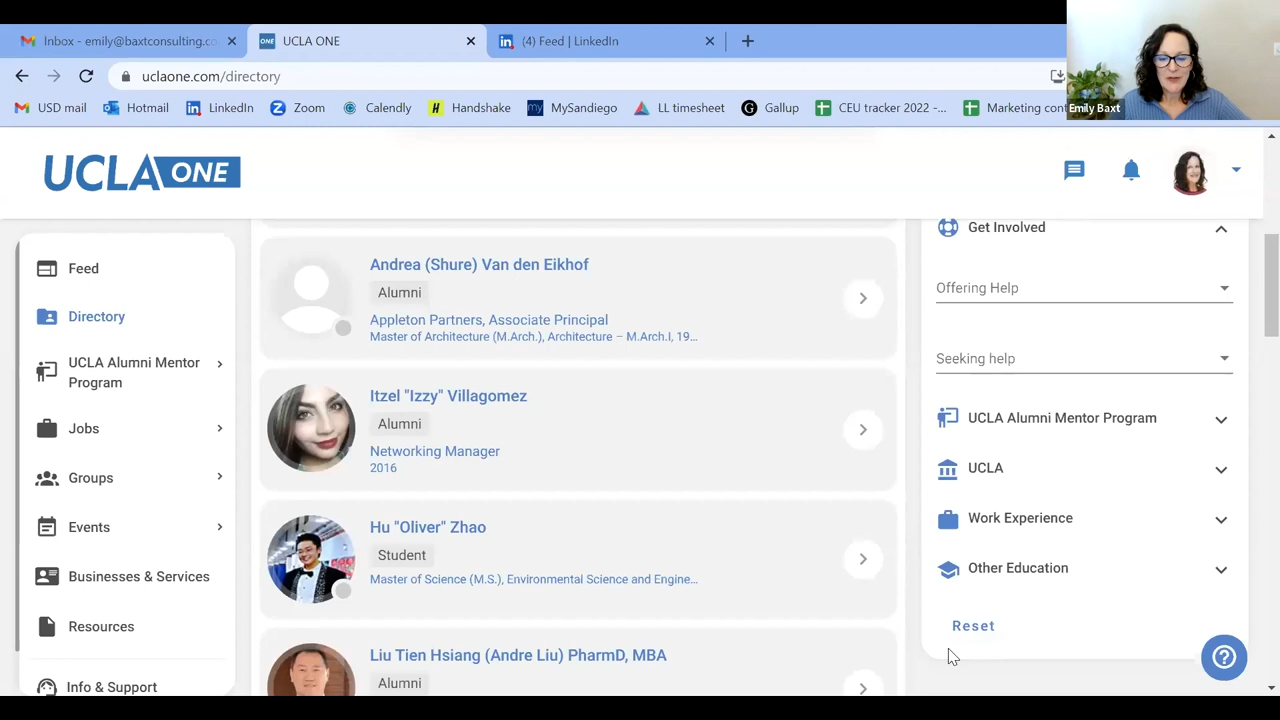 Inbox - emily@baxtconsulting.co
UCLA ONE
(4) Feed | LinkedIn
uclaone.com/directory
USD mail
Hotmail
LinkedIn
Zoom
Calendly
Handshake
MySandiego
LL timesheet
Gallup
CEU tracker 2022 -...
Marketing con
Emily Baxt
UCLA ONE
Feed
Directory
UCLA Alumni Mentor
Program
Jobs
Groups
Events
Businesses & Services
Resources
Info & Support
Andrea (Shure) Van den Eikhof
Alumni
Appleton Partners, Associate Principal
Master of Architecture (M.Arch.), Architecture – M.Arch.I, 19...
Itzel "Izzy" Villagomez
Alumni
Networking Manager
2016
Hu "Oliver" Zhao
Student
Master of Science (M.S.), Environmental Science and Engine...
Liu Tien Hsiang (Andre Liu) PharmD, MBA
Alumni
Get Involved
Offering Help
Seeking help
UCLA Alumni Mentor Program
UCLA
Work Experience
Other Education
Reset